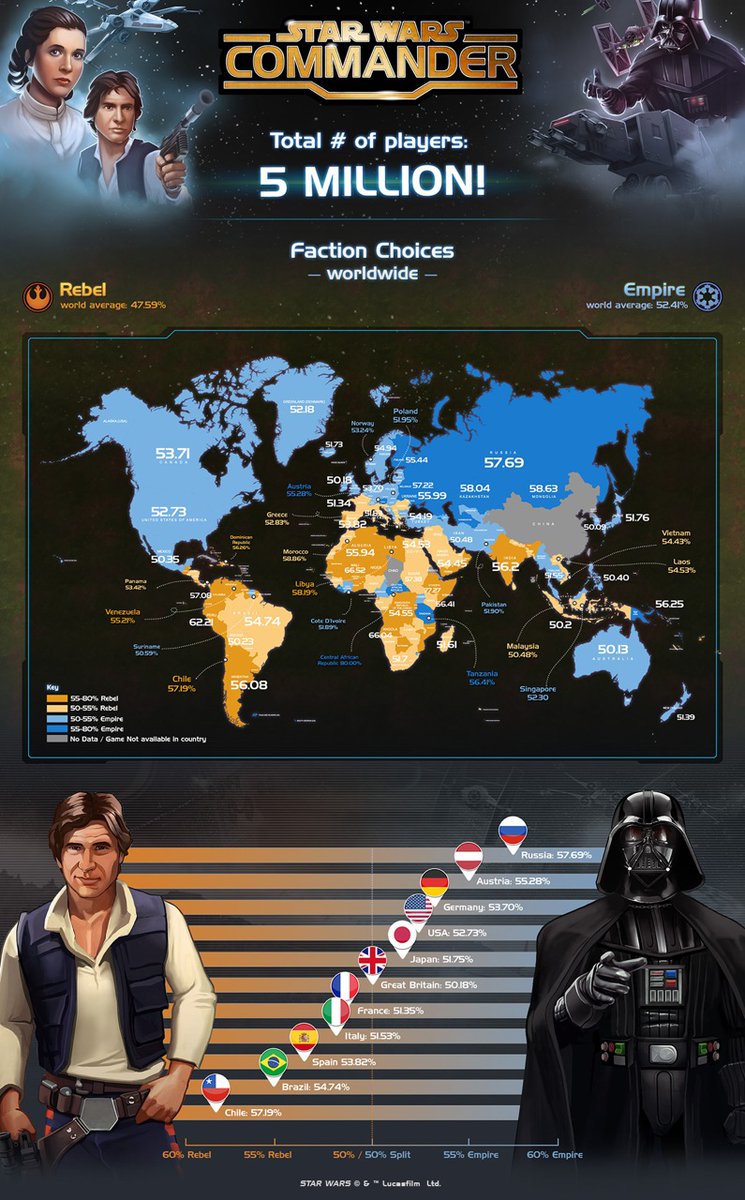 STAR WARS
COMMANDER
Total # of players:
5 MILLION!
Faction Choices
— worldwide —
Rebel
world average: 47.59%
Empire
world average: 52.41%
GREENLAND (DENMARK)
52.18
ALASKA (USA)
Norway
53.24%
Poland
51.95%
51.73
54.94
55.44
RUSSIA
57.69
53.71
CANADA
50.18
Austria
55.28%
53.70
57.22
55.99
58.04
KAZAKHSTAN
58.63
MONGOLIA
51.34
52.73
UNITED STATES OF AMERICA
Greece
52.83%
53.82
54.19
CHINA
50.09
51.76
Dominican
Republic
56.26%
50.35
Morocco
58.86%
ALGERIA
55.94
54.53
IRAN
50.48
54.45
INDIA
56.2
Vietnam
54.43%
Laos
54.53%
Panama
53.42%
Libya
58.19%
66.52
51.55
50.40
57.08
Venezuela
55.21%
Cote D'Ivoire
51.89%
54.55
66.41
Pakistan
51.90%
56.25
62.21
54.74
50.23
Suriname
50.59%
66.04
51.61
50.2
Malaysia
50.48%
50.13
AUSTRALIA
Central African
Republic 80.00%
51.7
Tanzania
56.41%
Singapore
52.30
Chile
57.19%
56.08
51.39
Key
55-80% Rebel
50-55% Rebel
50-55% Empire
55-80% Empire
No Data / Game Not available in country
Russia: 57.69%
Austria: 55.28%
Germany: 53.70%
USA: 52.73%
Japan: 51.75%
Great Britain: 50.18%
France: 51.35%
Italy: 51.53%
Spain 53.82%
Brazil: 54.74%
Chile: 57.19%
60% Rebel
55% Rebel
50% / 50% Split
55% Empire
60% Empire
STAR WARS © & ™ Lucasfilm Ltd.